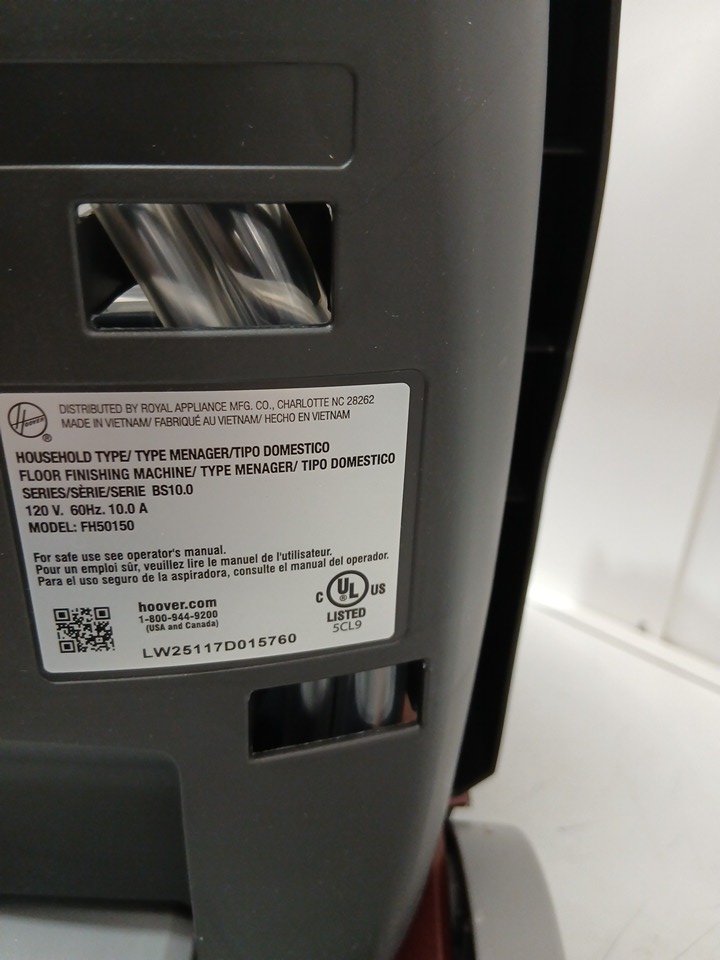 HOOVER ®
DISTRIBUTED BY ROYAL APPLIANCE MFG. CO., CHARLOTTE NC 28262
MADE IN VIETNAM/ FABRIQUÉ AU VIETNAM/ HECHO EN VIETNAM
HOUSEHOLD TYPE/ TYPE MENAGER/TIPO DOMESTICO
FLOOR FINISHING MACHINE/ TYPE MENAGER/ TIPO DOMESTICO
SERIES/SÈRIE/SERIE BS10.0
120 V. 60Hz. 10.0 A
MODEL: FH50150
For safe use see operator's manual.
Pour un emploi sûr, veuillez lire le manuel de l'utilisateur.
Para el uso seguro de la aspiradora, consulte el manual del operador.
hoover.com
1-800-944-9200
(USA and Canada)
C UL ® US
LISTED
5CL9
LW25117D015760